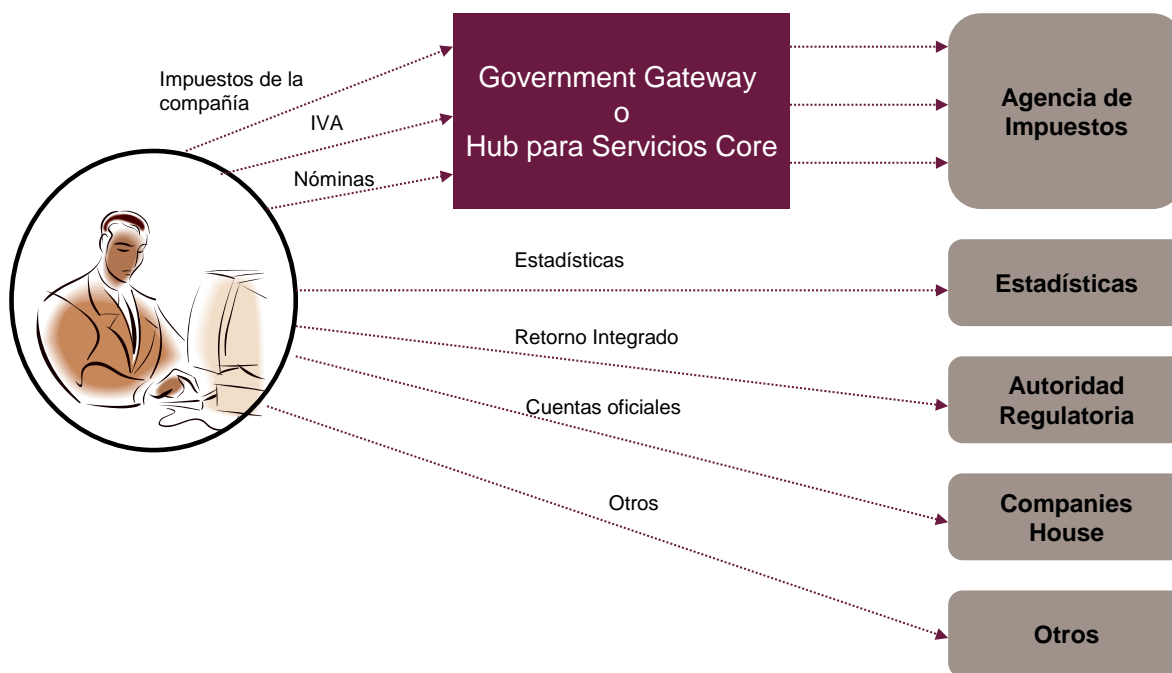 Impuestos de la
compañía
IVA
Nóminas
Government Gateway
o
Hub para Servicios Core
Agencia de
Impuestos
Estadísticas
Estadísticas
Retorno Integrado
Autoridad
Regulatoria
Cuentas oficiales
Companies
House
Otros
Otros